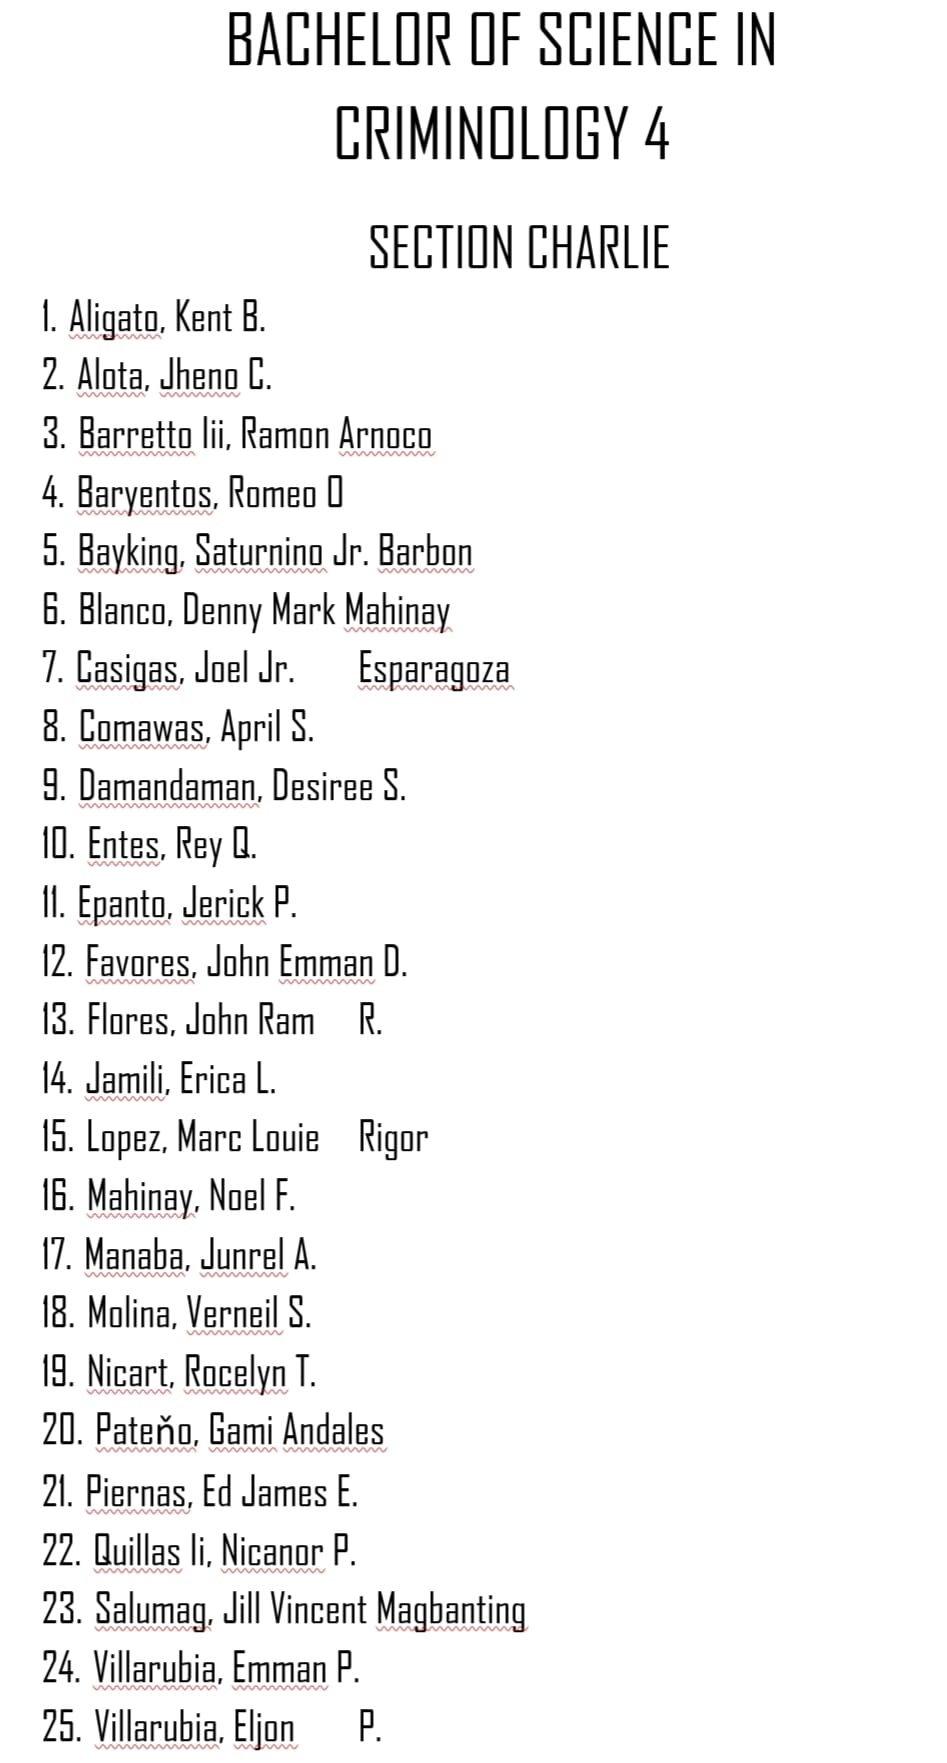 BACHELOR OF SCIENCE IN
CRIMINOLOGY 4
SECTION CHARLIE
1. Aligato, Kent B.
2. Alota, Jheno C.
3. Barretto Iii, Ramon Arnoco
4. Baryentos, Romeo O
5. Bayking, Saturnino Jr. Barbon
6. Blanco, Denny Mark Mahinay
7. Casigas, Joel Jr. Esparagoza
8. Comawas, April S.
9. Damandaman, Desiree S.
10. Entes, Rey Q.
11. Epanto, Jerick P.
12. Favores, John Emman D.
13. Flores, John Ram R.
14. Jamili, Erica L.
15. Lopez, Marc Louie Rigor
16. Mahinay, Noel F.
17. Manaba, Junrel A.
18. Molina, Verneil S.
19. Nicart, Rocelyn T.
20. Pateňo, Gami Andales
21. Piernas, Ed James E.
22. Quillas Ii, Nicanor P.
23. Salumag, Jill Vincent Magbanting
24. Villarubia, Emman P.
25. Villarubia, Eljon P.